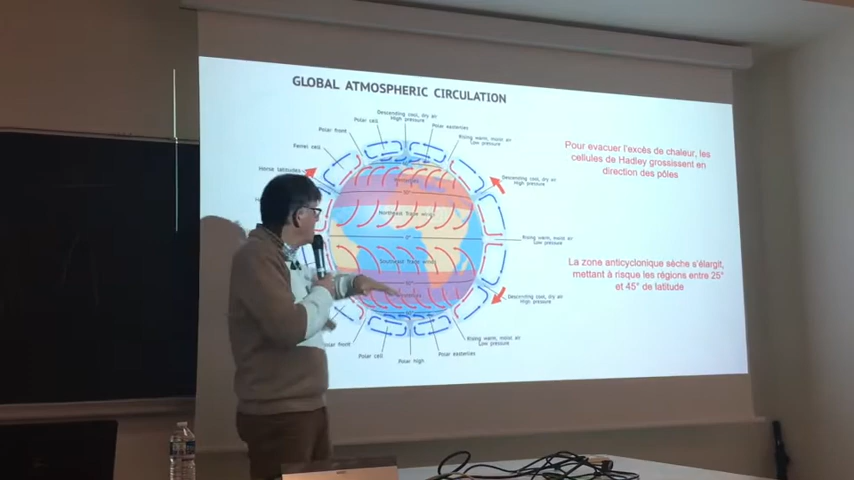 GLOBAL ATMOSPHERIC CIRCULATION
Descending cool, dry air
High pressure
Polar cell
Polar easterlies
Polar front
Rising warm, moist air
Low pressure
Ferrel cell
Horse latitudes
Descending cool, dry air
High pressure
Northeast Trade winds
0°
Rising warm, moist air
Low pressure
Southeast Trade winds
Descending cool, dry air
High pressure
Rising warm, moist air
Low pressure
Polar front
Polar cell
Polar high
Polar easterlies
Pour évacuer l'excès de chaleur, les
cellules de Hadley grossissent en
direction des pôles
La zone anticyclonique sèche s'élargit,
mettant à risque les régions entre 25°
et 45° de latitude